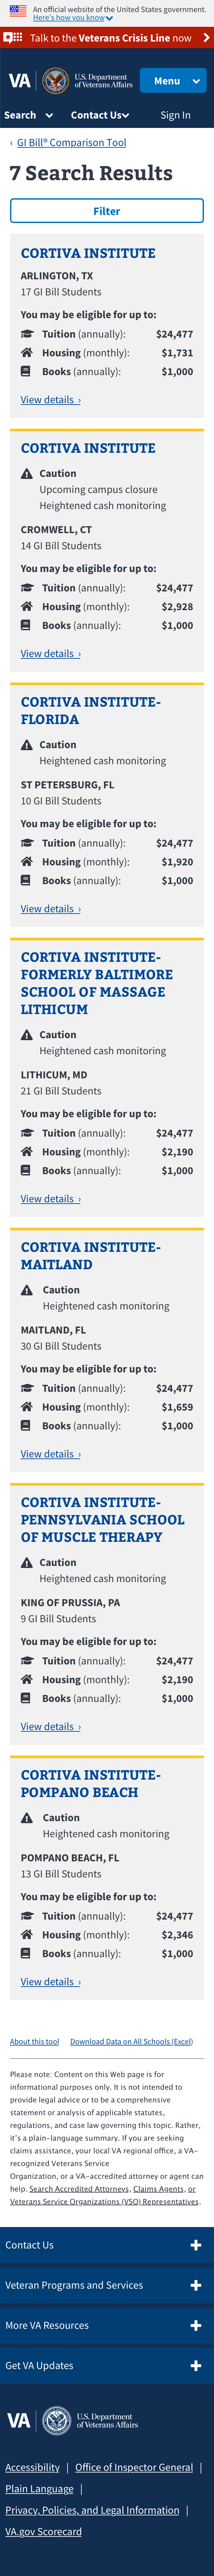 An official website of the United States government.
Here's how you know
Talk to the Veterans Crisis Line now
VA
U.S. Department
of Veterans Affairs
Menu
Search
Contact Us
Sign In
‹ GI Bill® Comparison Tool
7 Search Results
Filter
CORTIVA INSTITUTE
ARLINGTON, TX
17 GI Bill Students
You may be eligible for up to:
Tuition (annually): $24,477
Housing (monthly): $1,731
Books (annually): $1,000
View details ›
CORTIVA INSTITUTE
Caution
Upcoming campus closure
Heightened cash monitoring
CROMWELL, CT
14 GI Bill Students
You may be eligible for up to:
Tuition (annually): $24,477
Housing (monthly): $2,928
Books (annually): $1,000
View details ›
CORTIVA INSTITUTE-
FLORIDA
Caution
Heightened cash monitoring
ST PETERSBURG, FL
10 GI Bill Students
You may be eligible for up to:
Tuition (annually): $24,477
Housing (monthly): $1,920
Books (annually): $1,000
View details ›
CORTIVA INSTITUTE-
FORMERLY BALTIMORE
SCHOOL OF MASSAGE
LITHICUM
Caution
Heightened cash monitoring
LITHICUM, MD
21 GI Bill Students
You may be eligible for up to:
Tuition (annually): $24,477
Housing (monthly): $2,190
Books (annually): $1,000
View details ›
CORTIVA INSTITUTE-
MAITLAND
Caution
Heightened cash monitoring
MAITLAND, FL
30 GI Bill Students
You may be eligible for up to:
Tuition (annually): $24,477
Housing (monthly): $1,659
Books (annually): $1,000
View details ›
CORTIVA INSTITUTE-
PENNSYLVANIA SCHOOL
OF MUSCLE THERAPY
Caution
Heightened cash monitoring
KING OF PRUSSIA, PA
9 GI Bill Students
You may be eligible for up to:
Tuition (annually): $24,477
Housing (monthly): $2,190
Books (annually): $1,000
View details ›
CORTIVA INSTITUTE-
POMPANO BEACH
Caution
Heightened cash monitoring
POMPANO BEACH, FL
13 GI Bill Students
You may be eligible for up to:
Tuition (annually): $24,477
Housing (monthly): $2,346
Books (annually): $1,000
View details ›
About this tool Download Data on All Schools (Excel)
Please note: Content on this Web page is for
informational purposes only. It is not intended to
provide legal advice or to be a comprehensive
statement or analysis of applicable statutes,
regulations, and case law governing this topic. Rather,
it's a plain-language summary. If you are seeking
claims assistance, your local VA regional office, a VA-
recognized Veterans Service
Organization, or a VA-accredited attorney or agent can
help. Search Accredited Attorneys, Claims Agents, or
Veterans Service Organizations (VSO) Representatives.
Contact Us
Veteran Programs and Services
More VA Resources
Get VA Updates
VA
U.S. Department
of Veterans Affairs
Accessibility | Office of Inspector General |
Plain Language |
Privacy, Policies, and Legal Information |
VA.gov Scorecard